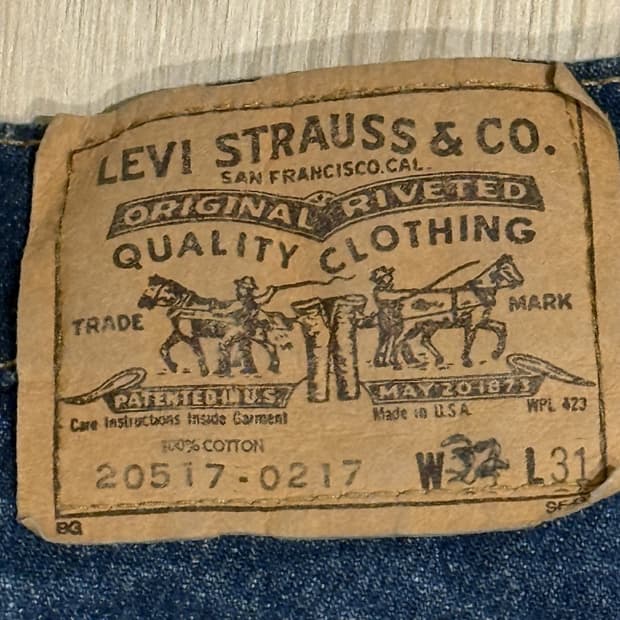 LEVI STRAUSS & CO.
SAN FRANCISCO.CAL.
ORIGINAL RIVETED
QUALITY CLOTHING
TRADE MARK
PATENTED IN U.S. MAY 20 1873
Care Instructions Inside Garment Made in U.S.A. WPL 423
100% COTTON
20517-0217 W L31